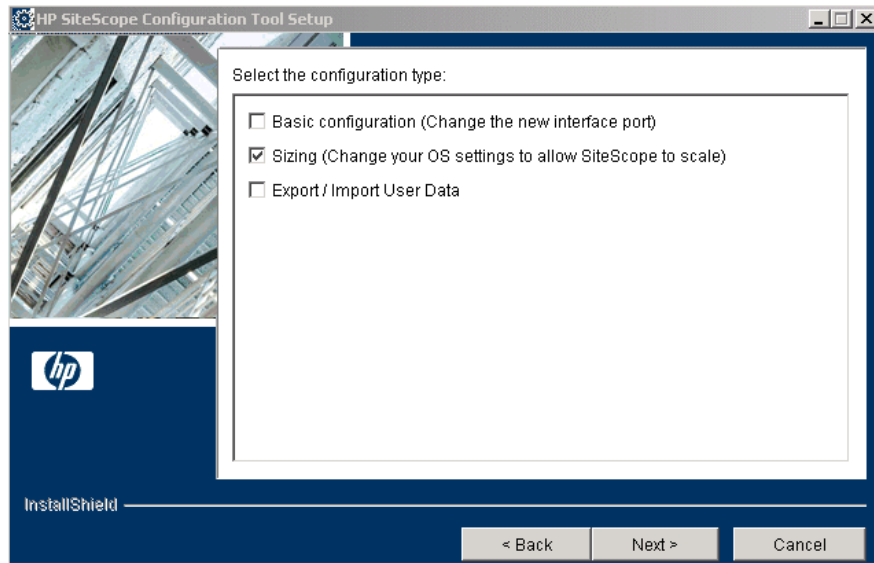 HP SiteScope Configuration Tool Setup
Select the configuration type:
Basic configuration (Change the new interface port)
Sizing (Change your OS settings to allow SiteScope to scale)
Export / Import User Data
hp
InstallShield
< Back
Next >
Cancel